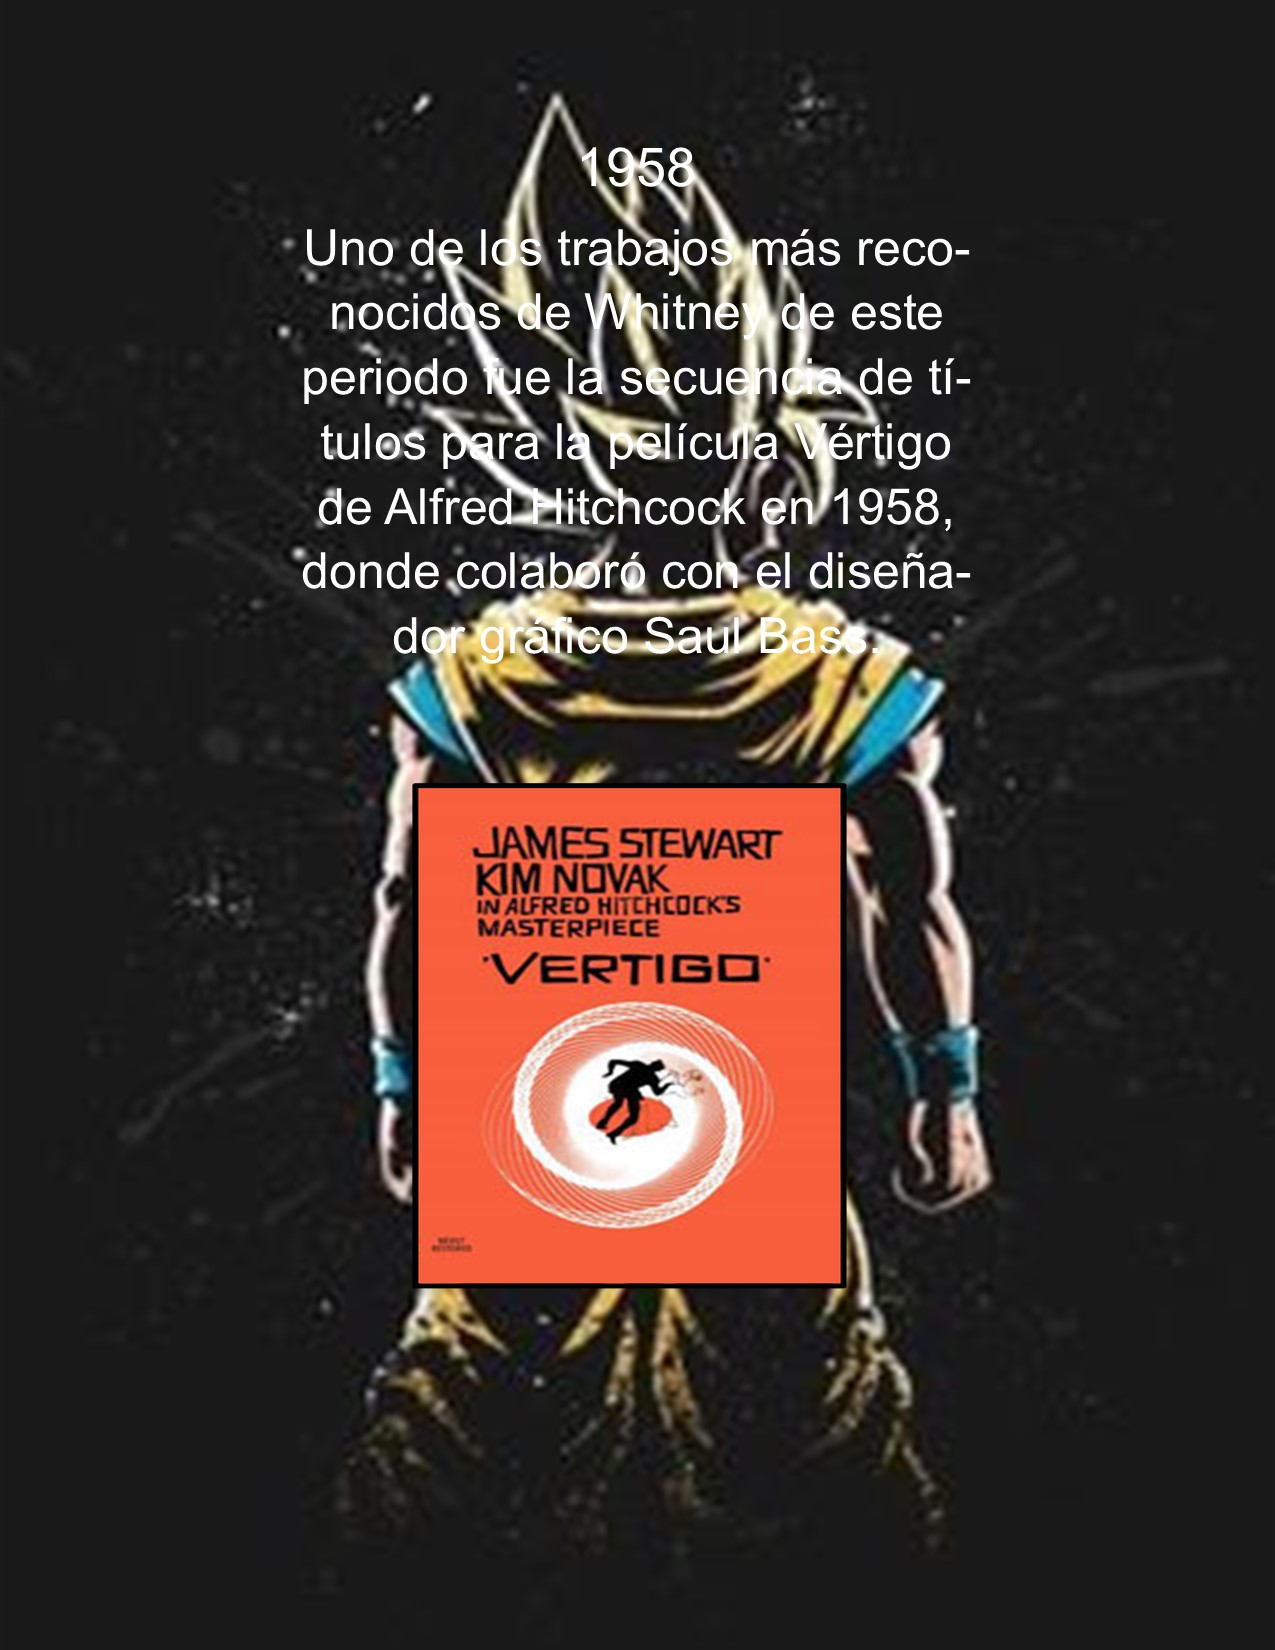 1958
Uno de los trabajos más reco-
nocidos de Whitney de este
periodo fue la secuencia de tí-
tulos para la película Vértigo
de Alfred Hitchcock en 1958,
donde colaboró con el diseña-
dor gráfico Saul Bass.
JAMES STEWART
KIM NOVAK
IN ALFRED HITCHCOCK'S
MASTERPIECE
'VERTIGO'